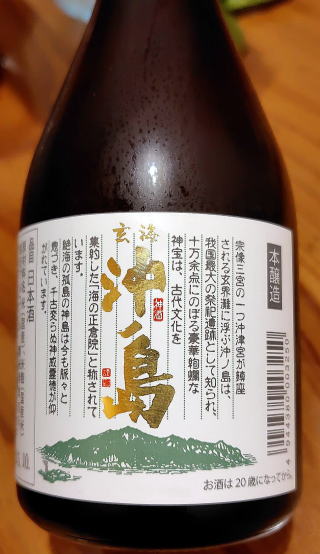 本醸造
宗像三宮の一つ沖津宮が鎮座
される玄界灘に浮ぶ沖ノ島は、
我国最大の祭祀遺跡として知られ、
十万余点にのぼる豪華絢爛な
神宝は、古代文化を
集約した「海の正倉院」と称されて
います。
絶海の孤島の神島は今も脈々と
息づき、千古変らぬ神威霊徳が仰
がれています。
玄海
沖ノ島
神酒
日本酒
お酒は20歳になってから。